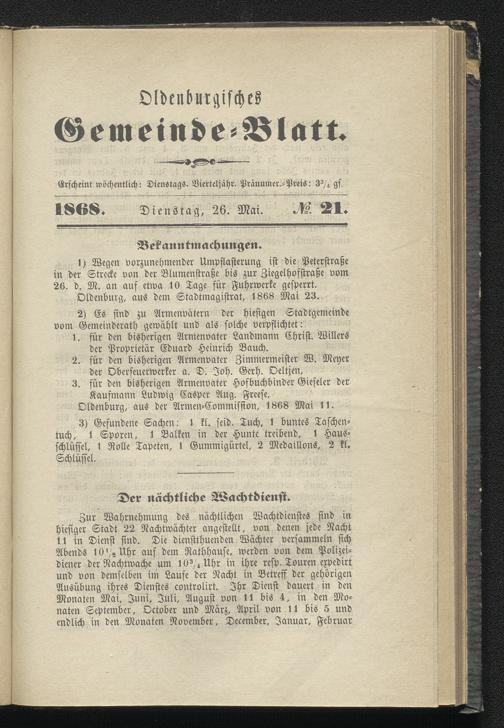 Oldenburgisches
Gemeinde-Blatt.
Erscheint wöchentlich: Dienstags. Vierteljähr. Pränumer.-Preis: 3¾ gf.
1868. Dienstag, 26. Mai. № 21.
Bekanntmachungen.
1) Wegen vorzunehmender Umpflasterung ist die Peterstraße
in der Strecke von der Blumenstraße bis zur Ziegelhofstraße vom
26. d. M. an auf etwa 10 Tage für Fuhrwerke gesperrt.
Oldenburg, aus dem Stadtmagistrat, 1868 Mai 23.
2) Es sind zu Armenvätern der hiesigen Stadtgemeinde
vom Gemeinderath gewählt und als solche verpflichtet:
1. für den bisherigen Armenvater Landmann Christ. Willers
der Proprietär Eduard Heinrich Bauch,
2. für den bisherigen Armenvater Zimmermeister W. Meyer
der Oberfeuerwerker a. D. Joh. Gerh. Oeltjen,
3. für den bisherigen Armenvater Hofbuchbinder Gieseler der
Kaufmann Ludwig Casper Aug. Freese,
Oldenburg, aus der Armen-Commission, 1868 Mai 11.
3) Gefundene Sachen: 1 kl. seid. Tuch, 1 buntes Taschen-
tuch, 1 Sporen, 1 Balken in der Hunte treibend, 1 Haus-
schlüssel, 1 Rolle Tapeten, 1 Gummigürtel, 2 Medaillons, 2 kl.
Schlüssel.
Der nächtliche Wachtdienst.
Zur Wahrnehmung des nächtlichen Wachtdienstes sind in
hiesiger Stadt 22 Nachtwächter angestellt, von denen jede Nacht
11 in Dienst sind. Die diensthuenden Wächter versammeln sich
Abends 10½ Uhr auf dem Rathhause, werden von dem Polizei-
diener der Nachtwache um 10¾ Uhr in ihre resp. Touren expedirt
und von demselben im Laufe der Nacht in Betreff der gehörigen
Ausübung ihres Dienstes controlirt. Ihr Dienst dauert in den
Monaten Mai, Juni, Juli, August von 11 bis 4, in den Mo-
naten September, October und März, April von 11 bis 5 und
endlich in den Monaten November, December, Januar, Februar